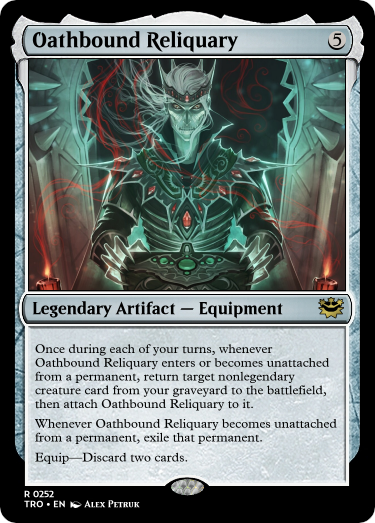 Oathbound Reliquary 5
Legendary Artifact — Equipment
Once during each of your turns, whenever
Oathbound Reliquary enters or becomes unattached
from a permanent, return target nonlegendary
creature card from your graveyard to the battlefield,
then attach Oathbound Reliquary to it.
Whenever Oathbound Reliquary becomes unattached
from a permanent, exile that permanent.
Equip—Discard two cards.
R 0252
TRO • EN Alex Petruk